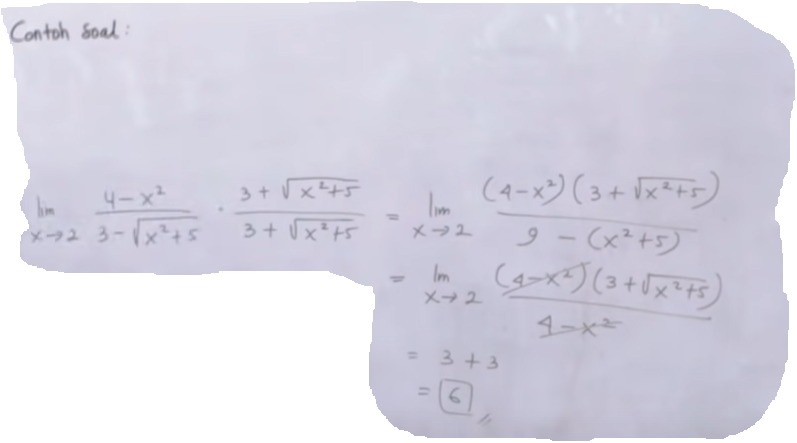 Contoh Soal:
lim x→2 (4-x²)/(3-√(x²+5)) · (3+√(x²+5))/(3+√(x²+5)) = lim x→2 ((4-x²)(3+√(x²+5)))/(9-(x²+5))
= lim x→2 ((4-x²)(3+√(x²+5)))/(4-x²)
= 3+3
= 6